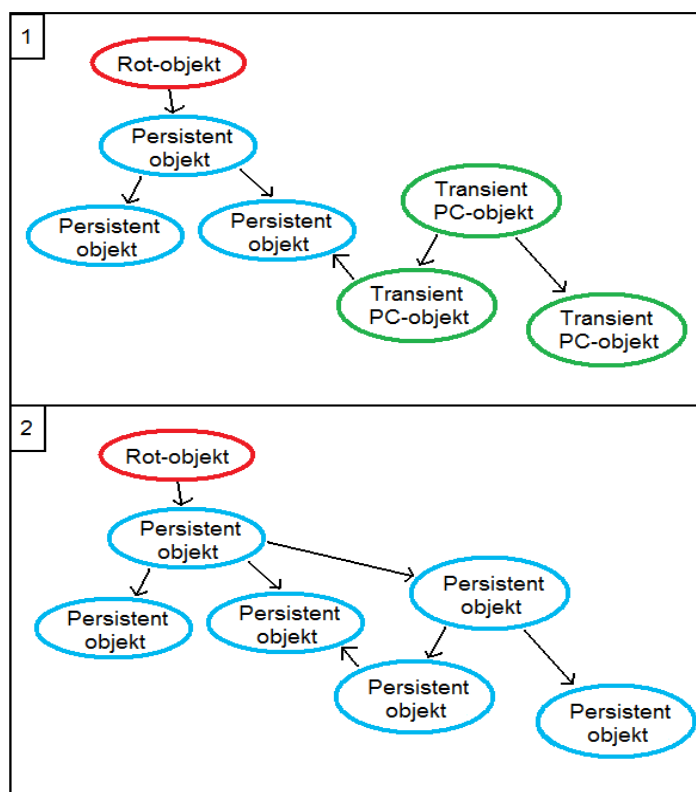 1
Rot-objekt
Persistent
objekt
Persistent
objekt
Persistent
objekt
Transient
PC-objekt
Transient
PC-objekt
Transient
PC-objekt
2
Rot-objekt
Persistent
objekt
Persistent
objekt
Persistent
objekt
Persistent
objekt
Persistent
objekt
Persistent
objekt